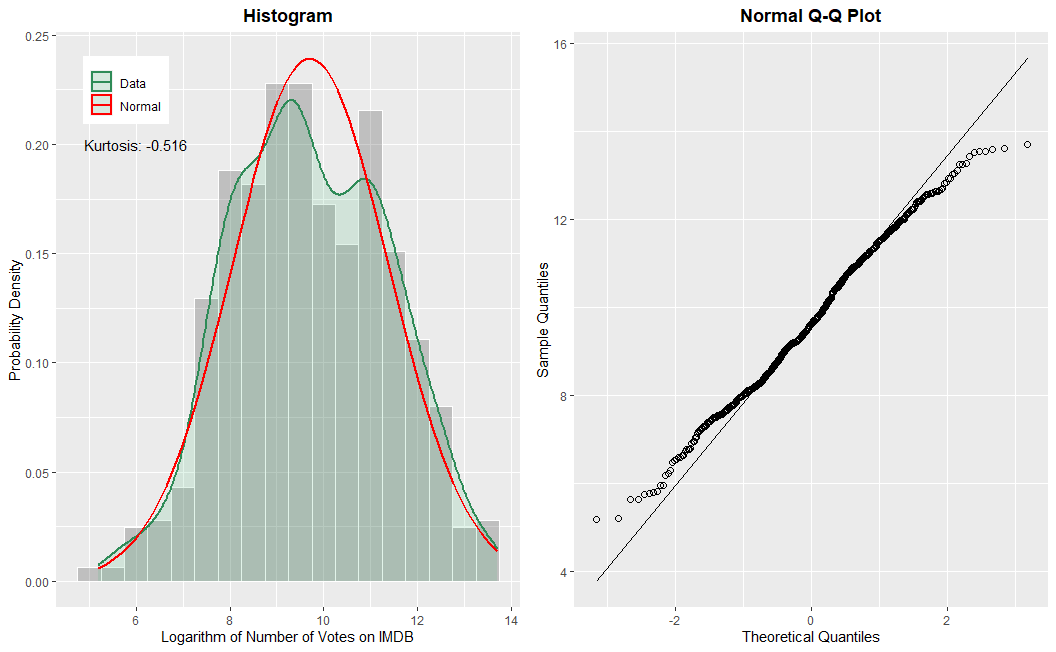 Histogram
0.25
0.20
0.15
0.10
0.05
0.00
Probability Density
Data
Normal
Kurtosis: -0.516
6
8
10
12
14
Logarithm of Number of Votes on IMDB
Normal Q-Q Plot
16
12
8
4
Sample Quantiles
-2
0
2
Theoretical Quantiles